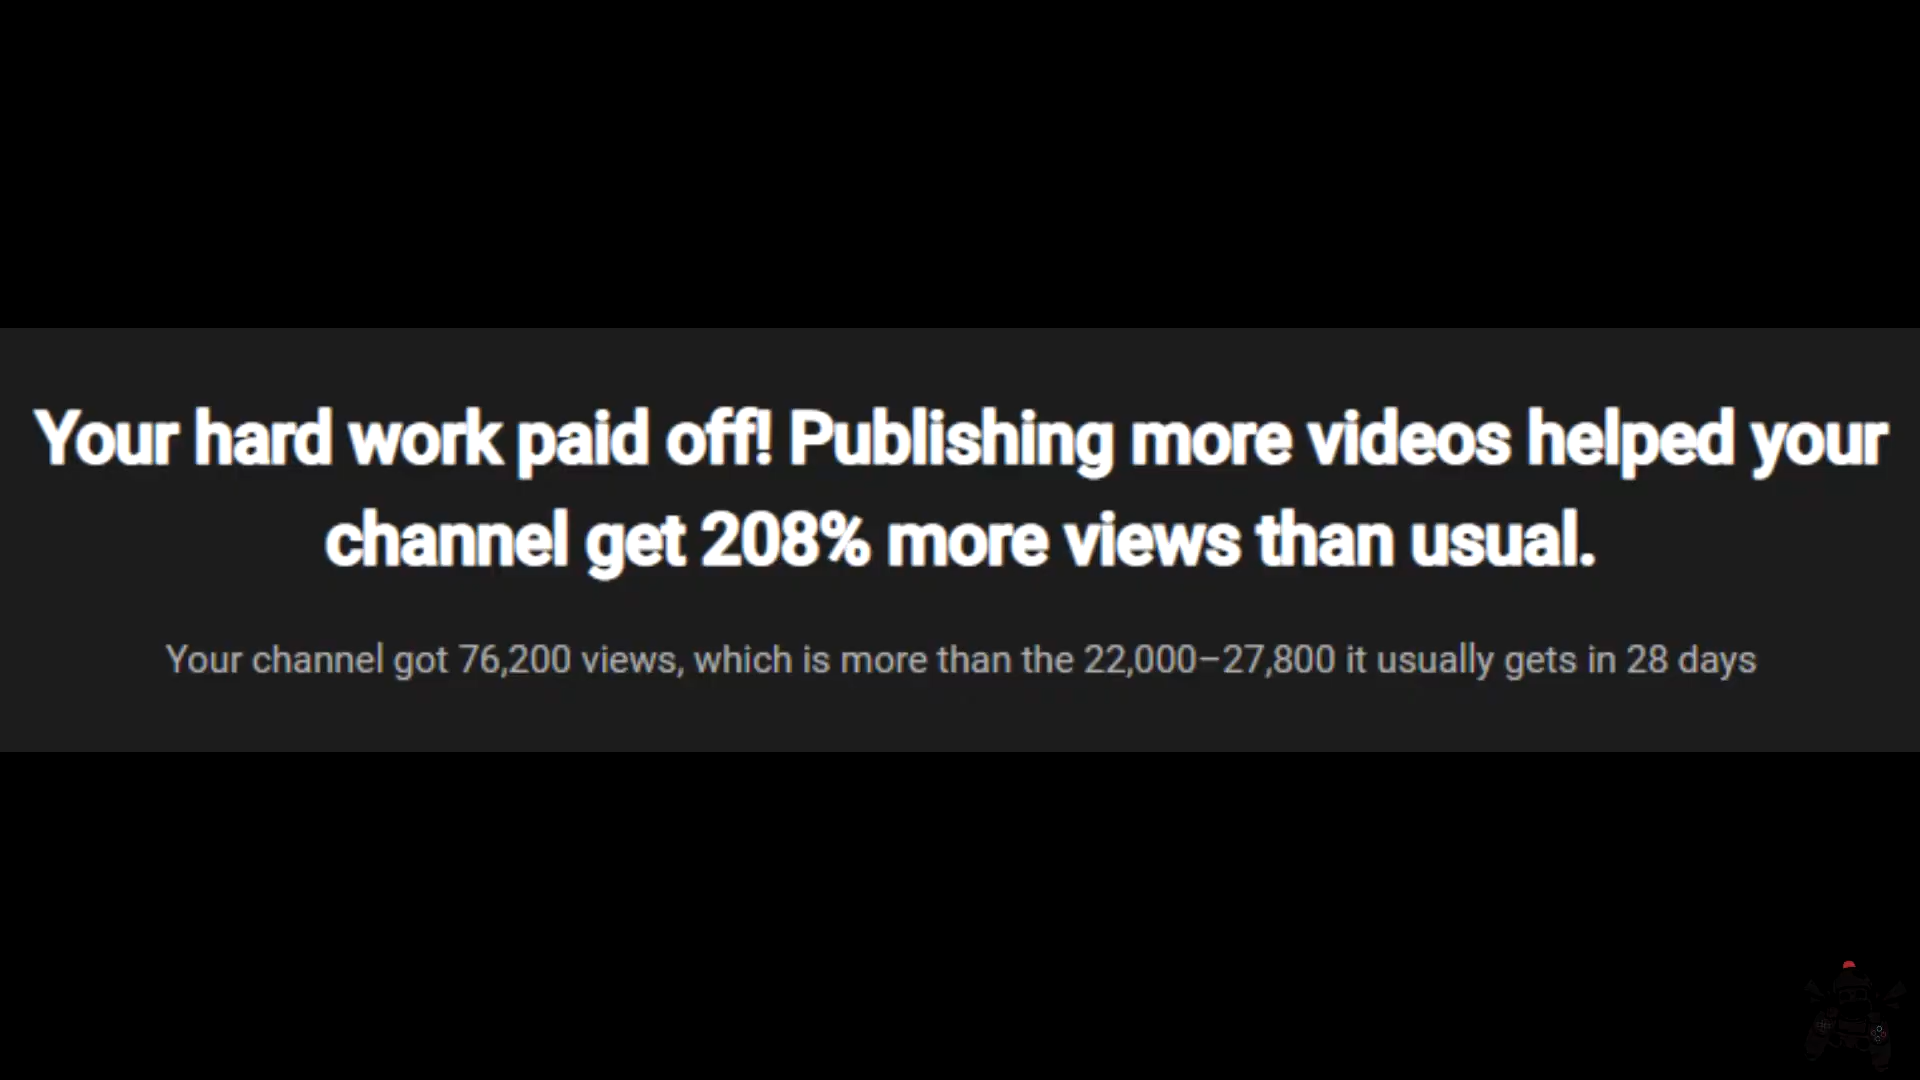 Your hard work paid off! Publishing more videos helped your
channel get 208% more views than usual.
Your channel got 76,200 views, which is more than the 22,000–27,800 it usually gets in 28 days